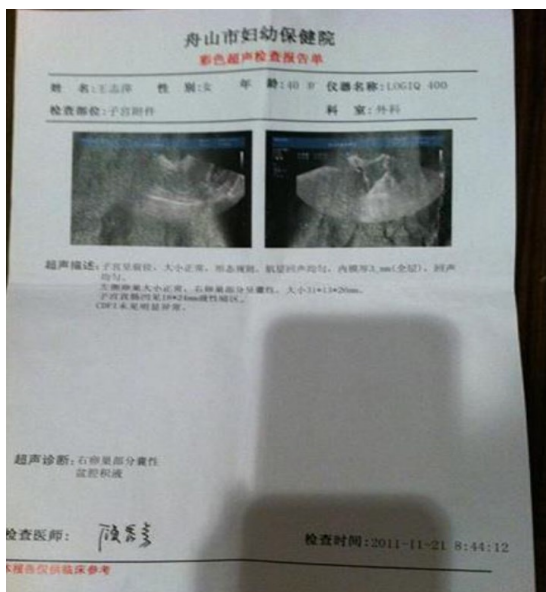 舟山市妇幼保健院
彩色超声检查报告单
姓 名:王志萍 性 别:女 年 龄:40 岁 仪器名称:LOGIQ 400
检查部位:子宫附件 科 室:外科
超声描述:子宫呈前位,大小正常,形态规则,肌层回声均匀,内膜厚3 mm(全层),回声
均匀。
左侧卵巢大小正常,右卵巢部分呈囊性,大小31*13*26mm。
子宫直肠凹见18*24mm液性暗区。
CDFI未见明显异常。
超声诊断:右卵巢部分囊性
盆腔积液
检查医师:
检查时间:2011-11-21 8:44:12
本报告仅供临床参考